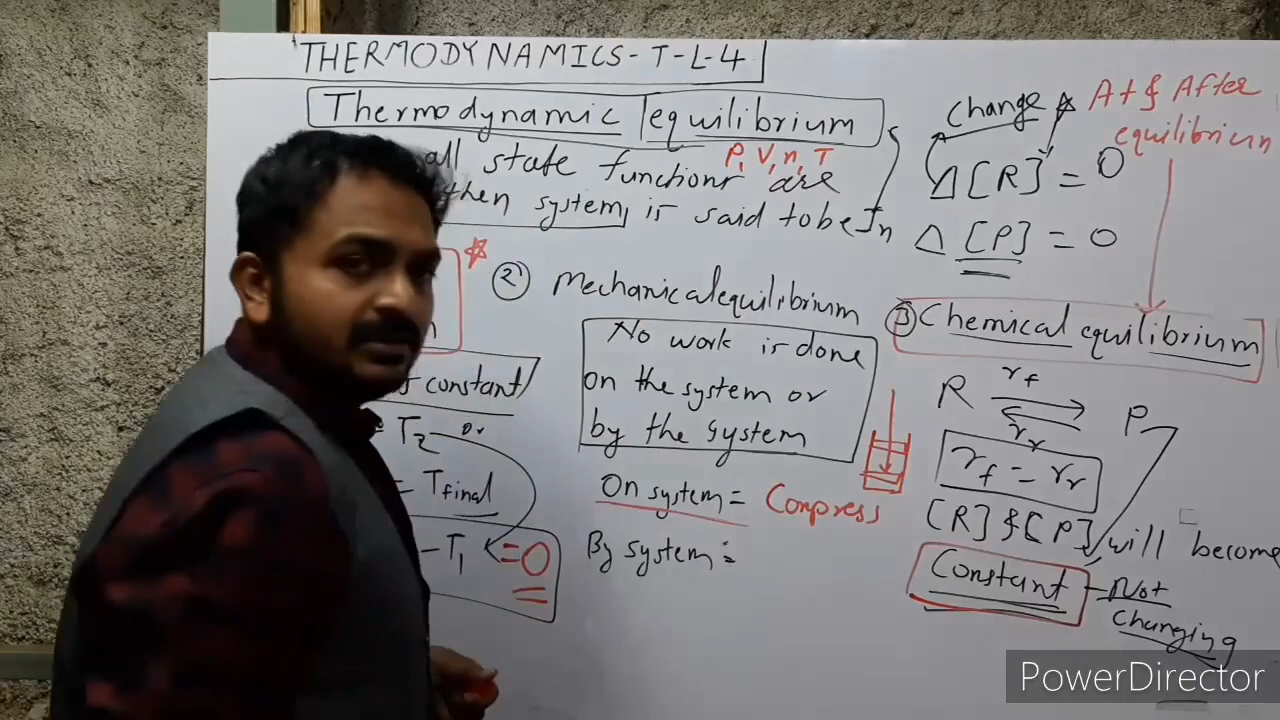 THERMODYNAMICS-T-L-4
Thermodynamic equilibrium
all state functions are
P, V, n, T
then system, is said to be In
change
At & After
equilibrium
Δ[R] = 0
Δ [P] = 0
constant
T2 or
= Tfinal
- T1 = 0
② Mechanical equilibrium
No work is done
on the system or
by the system
On system = Compress
By system =
③ Chemical equilibrium
R rf P
rr
rf = rr
[R] & [P] will become
Constant - Not
changing
PowerDirector